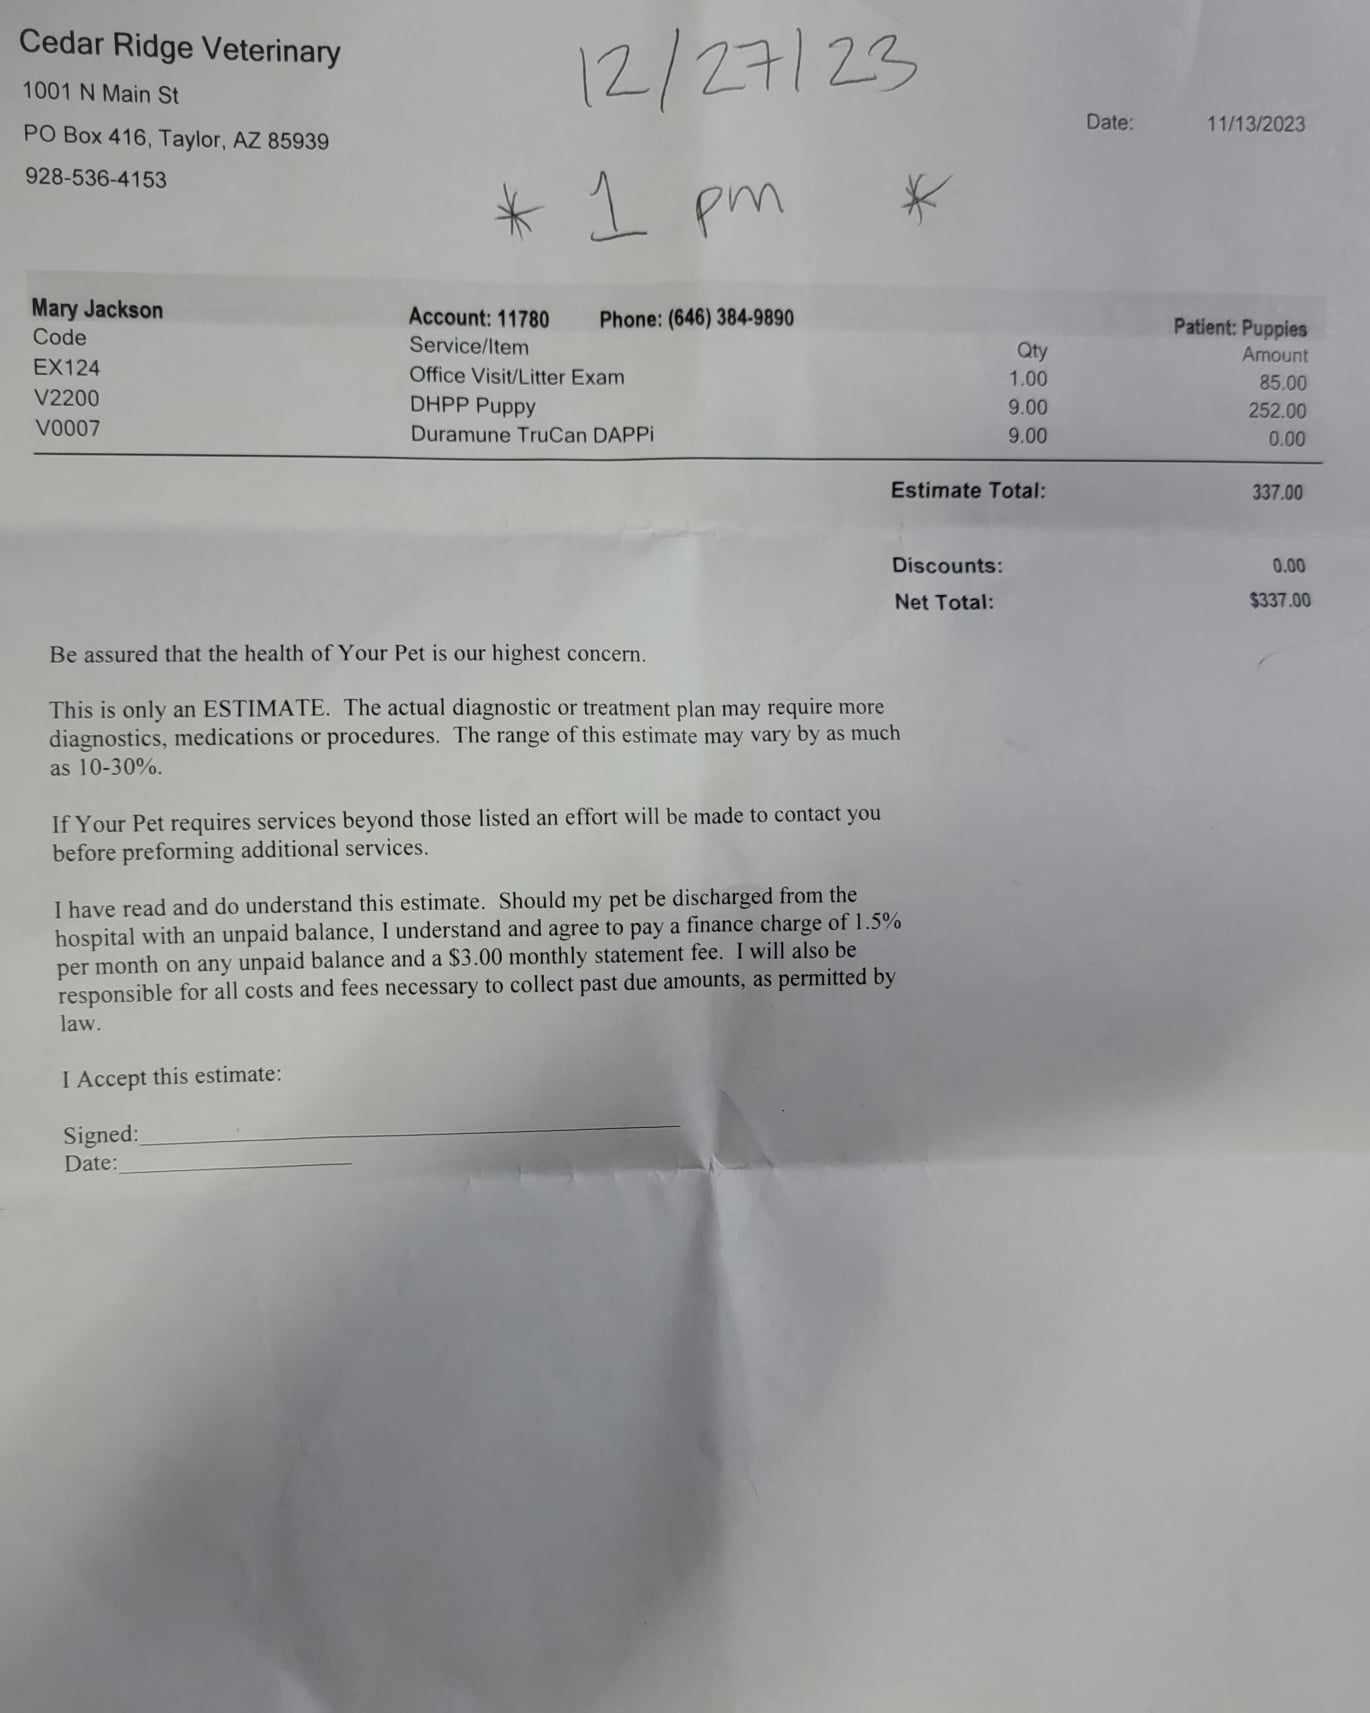 Cedar Ridge Veterinary
1001 N Main St
PO Box 416, Taylor, AZ 85939
928-536-4153
12/27/23
* 1 pm *
Date: 11/13/2023
Mary Jackson Account: 11780 Phone: (646) 384-9890 Patient: Puppies
Code Service/Item Qty Amount
EX124 Office Visit/Litter Exam 1.00 85.00
V2200 DHPP Puppy 9.00 252.00
V0007 Duramune TruCan DAPPi 9.00 0.00
Estimate Total: 337.00
Discounts: 0.00
Net Total: $337.00
Be assured that the health of Your Pet is our highest concern.
This is only an ESTIMATE. The actual diagnostic or treatment plan may require more
diagnostics, medications or procedures. The range of this estimate may vary by as much
as 10-30%.
If Your Pet requires services beyond those listed an effort will be made to contact you
before preforming additional services.
I have read and do understand this estimate. Should my pet be discharged from the
hospital with an unpaid balance, I understand and agree to pay a finance charge of 1.5%
per month on any unpaid balance and a $3.00 monthly statement fee. I will also be
responsible for all costs and fees necessary to collect past due amounts, as permitted by
law.
I Accept this estimate:
Signed:
Date: